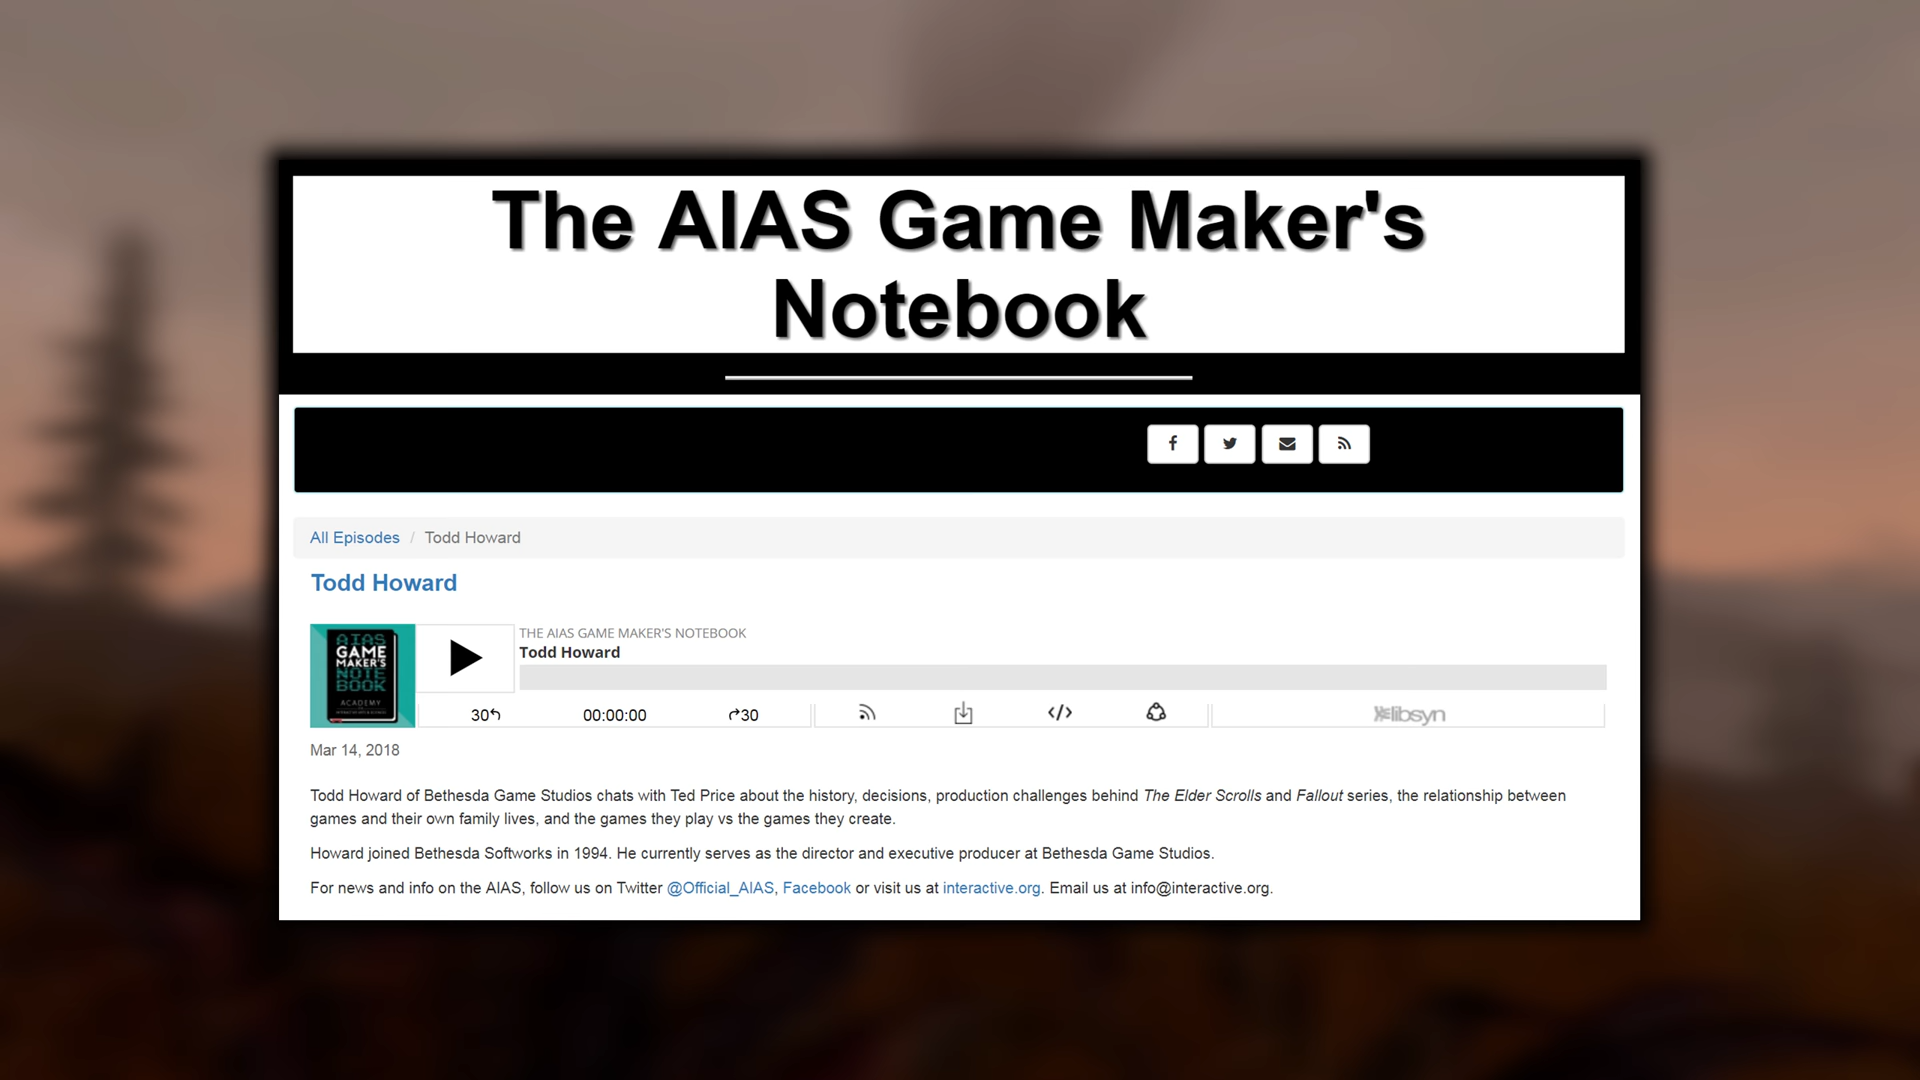 The AIAS Game Maker's
Notebook
All Episodes / Todd Howard
Todd Howard
AIAS
GAME
MAKER'S
NOTE
BOOK
ACADEMY
THE AIAS GAME MAKER'S NOTEBOOK
Todd Howard
30 00:00:00 30
libsyn
Mar 14, 2018
Todd Howard of Bethesda Game Studios chats with Ted Price about the history, decisions, production challenges behind The Elder Scrolls and Fallout series, the relationship between
games and their own family lives, and the games they play vs the games they create.
Howard joined Bethesda Softworks in 1994. He currently serves as the director and executive producer at Bethesda Game Studios.
For news and info on the AIAS, follow us on Twitter @Official_AIAS, Facebook or visit us at interactive.org. Email us at info@interactive.org.